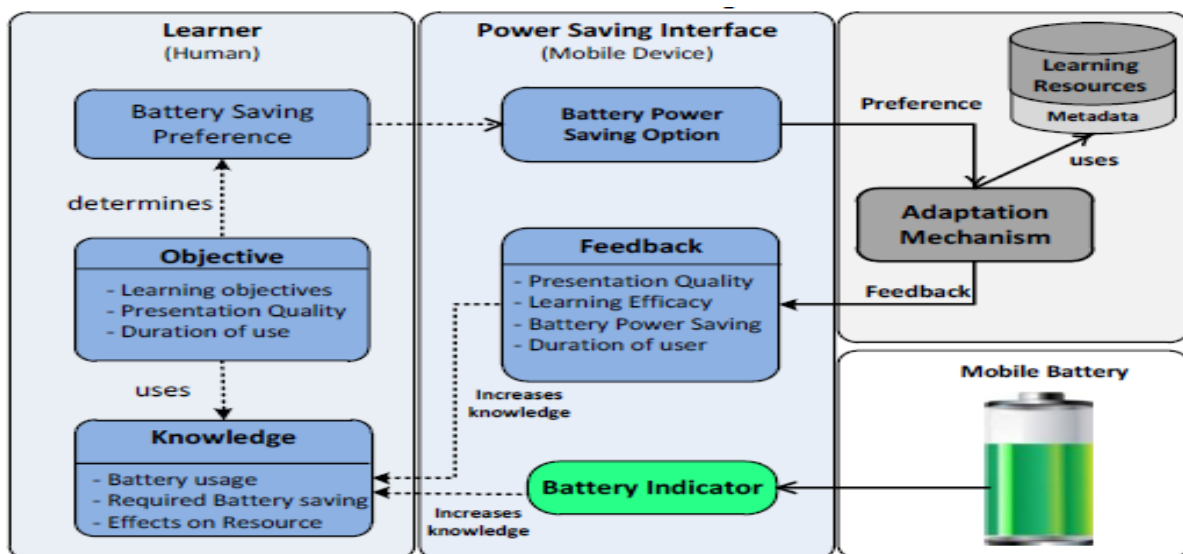 Learner
(Human)
Battery Saving
Preference
determines
Objective
- Learning objectives
- Presentation Quality
- Duration of use
uses
Knowledge
- Battery usage
- Required Battery saving
- Effects on Resource
Power Saving Interface
(Mobile Device)
Battery Power
Saving Option
Feedback
- Presentation Quality
- Learning Efficacy
- Battery Power Saving
- Duration of user
Increases
knowledge
Battery Indicator
Increases
knowledge
Learning
Resources
Metadata
Preference
uses
Adaptation
Mechanism
Feedback
Mobile Battery